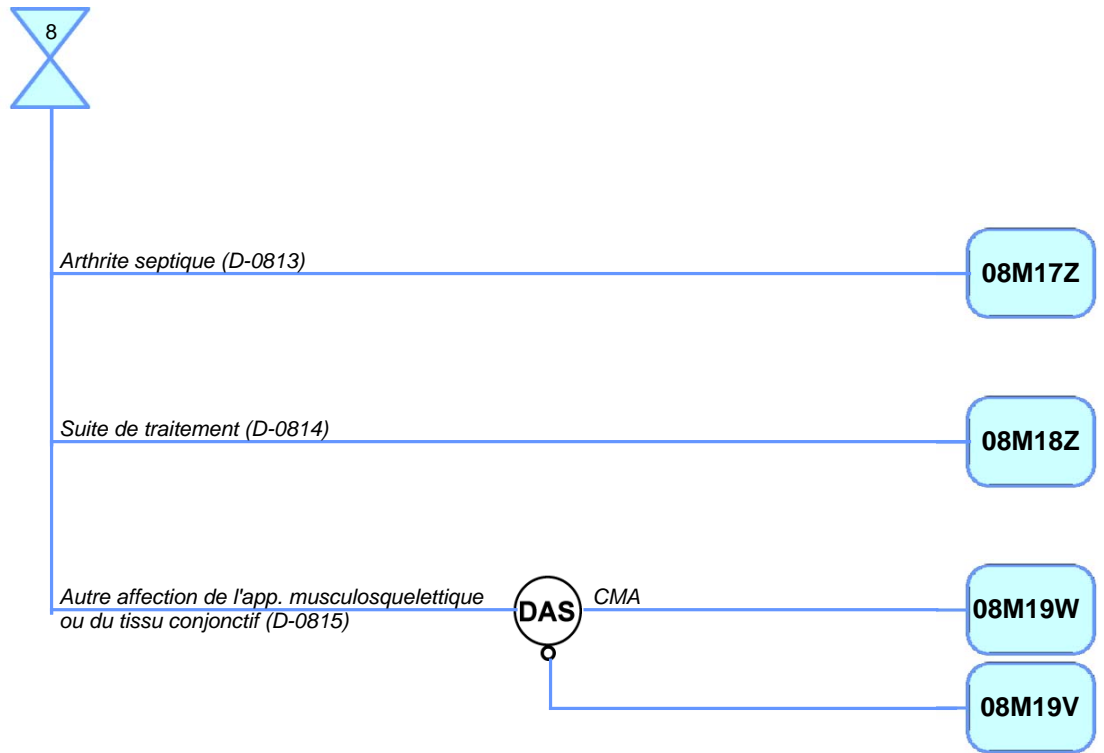 8
Arthrite septique (D-0813)
08M17Z
Suite de traitement (D-0814)
08M18Z
Autre affection de l'app. musculosquelettique
ou du tissu conjonctif (D-0815)
DAS
CMA
08M19W
08M19V